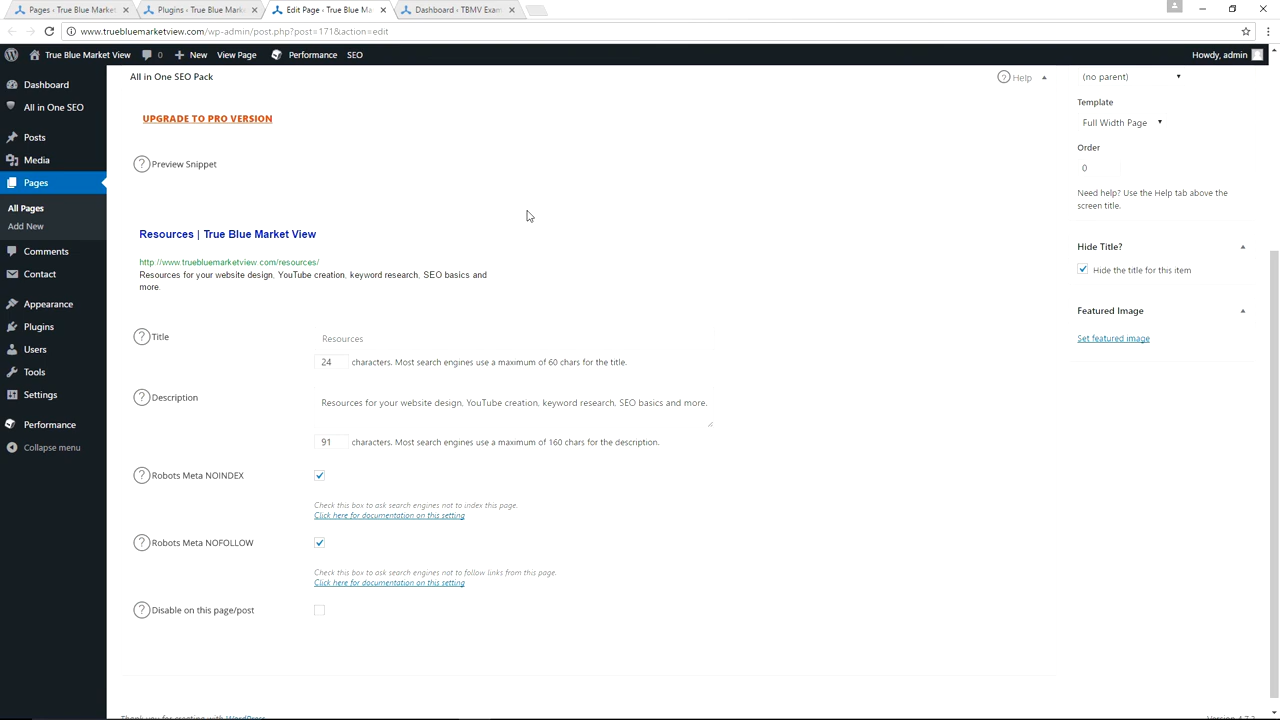 Pages ‹ True Blue Market
Plugins ‹ True Blue Mark
Edit Page ‹ True Blue Ma
Dashboard ‹ TBMV Exam
www.truebluemarketview.com/wp-admin/post.php?post=171&action=edit
True Blue Market View
0
New
View Page
Performance
SEO
Howdy, admin
Dashboard
All in One SEO
Posts
Media
Pages
All Pages
Add New
Comments
Contact
Appearance
Plugins
Users
Tools
Settings
Performance
Collapse menu
All in One SEO Pack
? Help
UPGRADE TO PRO VERSION
? Preview Snippet
Resources | True Blue Market View
http://www.truebluemarketview.com/resources/
Resources for your website design, YouTube creation, keyword research, SEO basics and
more.
? Title
Resources
24 characters. Most search engines use a maximum of 60 chars for the title.
? Description
Resources for your website design, YouTube creation, keyword research, SEO basics and more.
91 characters. Most search engines use a maximum of 160 chars for the description.
? Robots Meta NOINDEX
Check this box to ask search engines not to index this page.
Click here for documentation on this setting
? Robots Meta NOFOLLOW
Check this box to ask search engines not to follow links from this page.
Click here for documentation on this setting
? Disable on this page/post
Thank you for creating with WordPress
(no parent)
Template
Full Width Page
Order
0
Need help? Use the Help tab above the
screen title.
Hide Title?
Hide the title for this item
Featured Image
Set featured image
Version 4.7.2